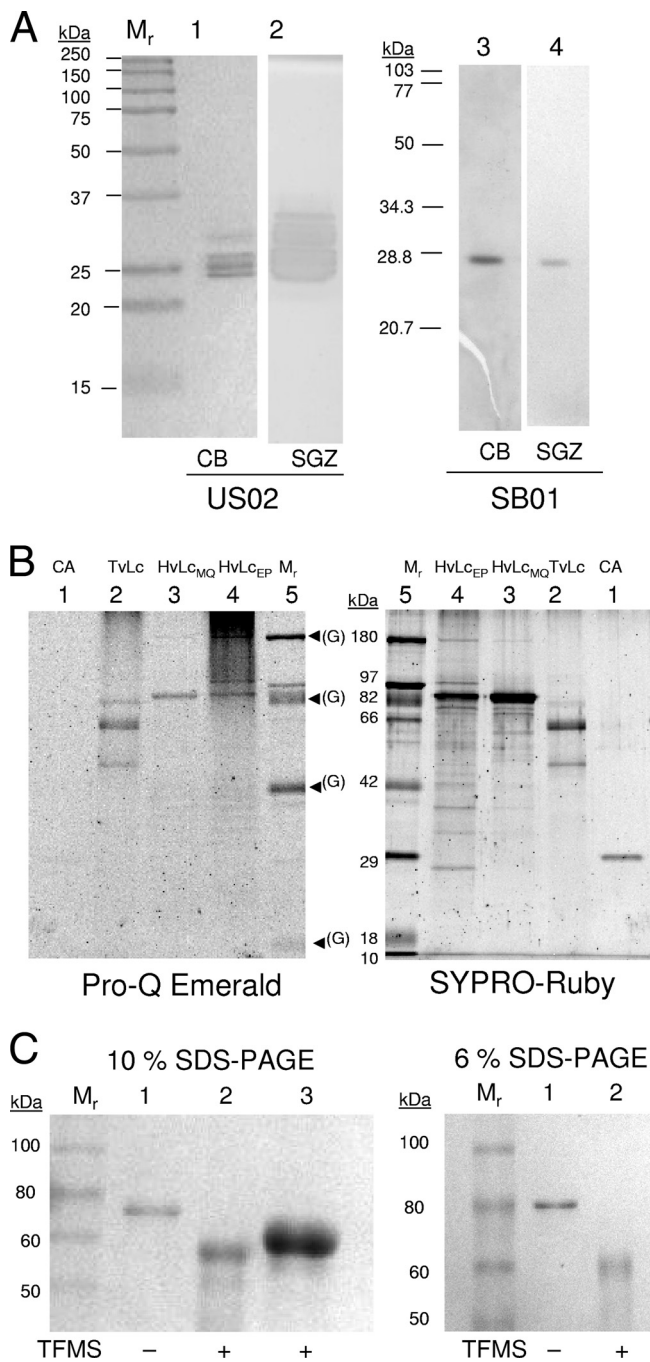 A
kDa Mr 1 2
250
150
100
75
50
37
25
20
15
CB SGZ
US02
kDa 3 4
103
77
50
34.3
28.8
20.7
CB SGZ
SB01
B
CA TvLc HvLcMQ HvLcEP Mr
1 2 3 4 5
(G)
(G)
(G)
(G)
Pro-Q Emerald
Mr HvLcEP HvLcMQ TvLc CA
kDa 5 4 3 2 1
180
97
82
66
42
29
18
10
SYPRO-Ruby
C
10 % SDS-PAGE
kDa Mr 1 2 3
100
80
60
50
TFMS – + +
6 % SDS-PAGE
kDa Mr 1 2
100
80
60
50
– +